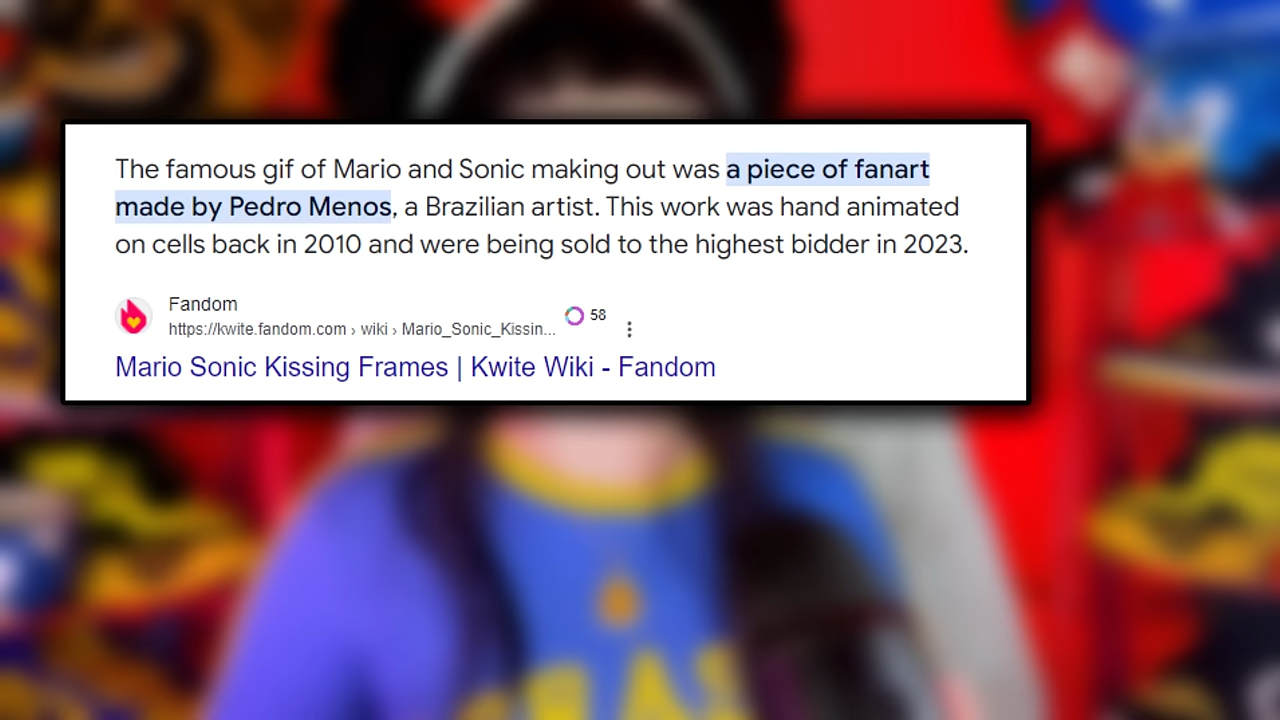 The famous gif of Mario and Sonic making out was a piece of fanart
made by Pedro Menos, a Brazilian artist. This work was hand animated
on cells back in 2010 and were being sold to the highest bidder in 2023.
Fandom
https://kwite.fandom.com › wiki › Mario_Sonic_Kissin... 58
Mario Sonic Kissing Frames | Kwite Wiki - Fandom